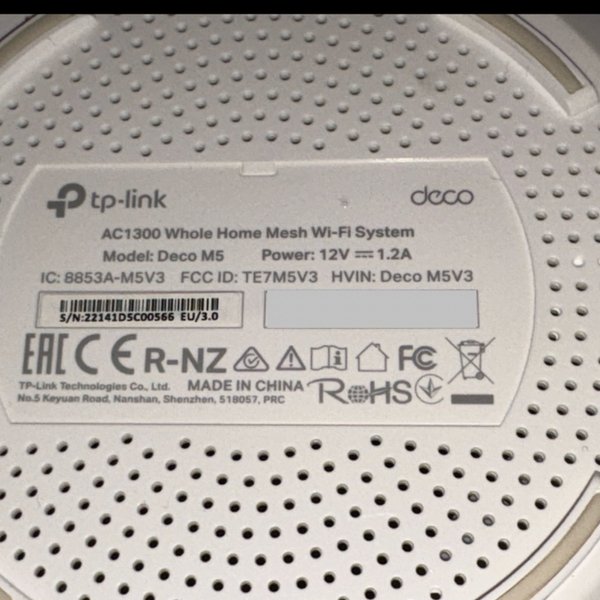 tp-link
deco
AC1300 Whole Home Mesh Wi-Fi System
Model: Deco M5 Power: 12V ⎓ 1.2A
IC: 8853A-M5V3 FCC ID: TE7M5V3 HVIN: Deco M5V3
S/N:22141D5C00566 EU/3.0
EAC CE R-NZ FC
TP-Link Technologies Co., Ltd. MADE IN CHINA RoHS
No.5 Keyuan Road, Nanshan, Shenzhen, 518057, PRC